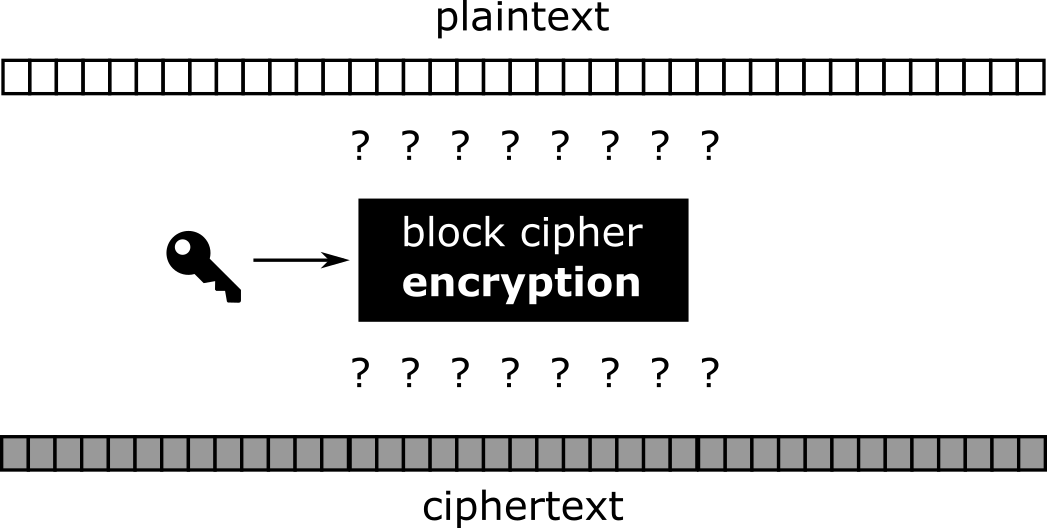 plaintext
? ? ? ? ? ? ? ?
block cipher
encryption
? ? ? ? ? ? ? ?
ciphertext